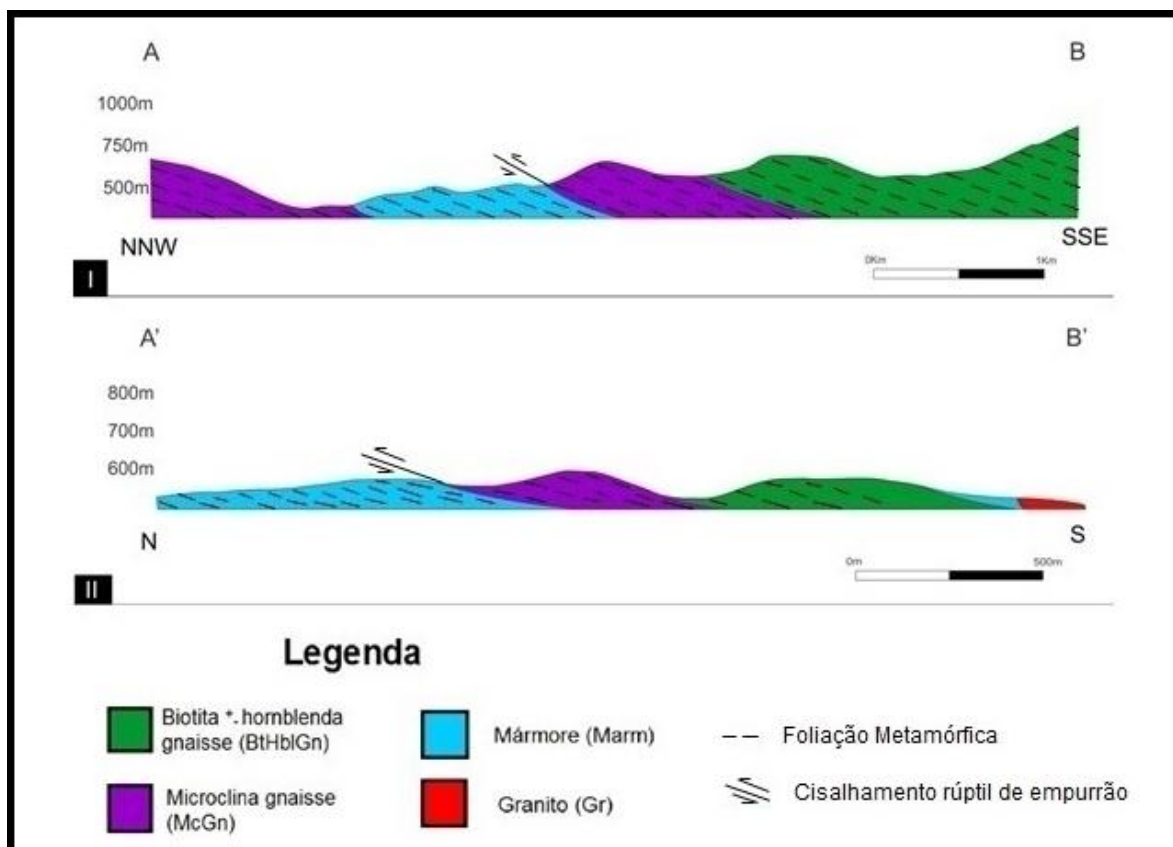 A B
1000m
750m
500m
NNW SSE
0Km 1Km
I
A' B'
800m
700m
600m
N S
0m 500m
II
Legenda
Biotita +- hornblenda
gnaisse (BtHblGn)
Microclina gnaisse
(McGn)
Mármore (Marm)
Granito (Gr)
Foliação Metamórfica
Cisalhamento rúptil de empurrão